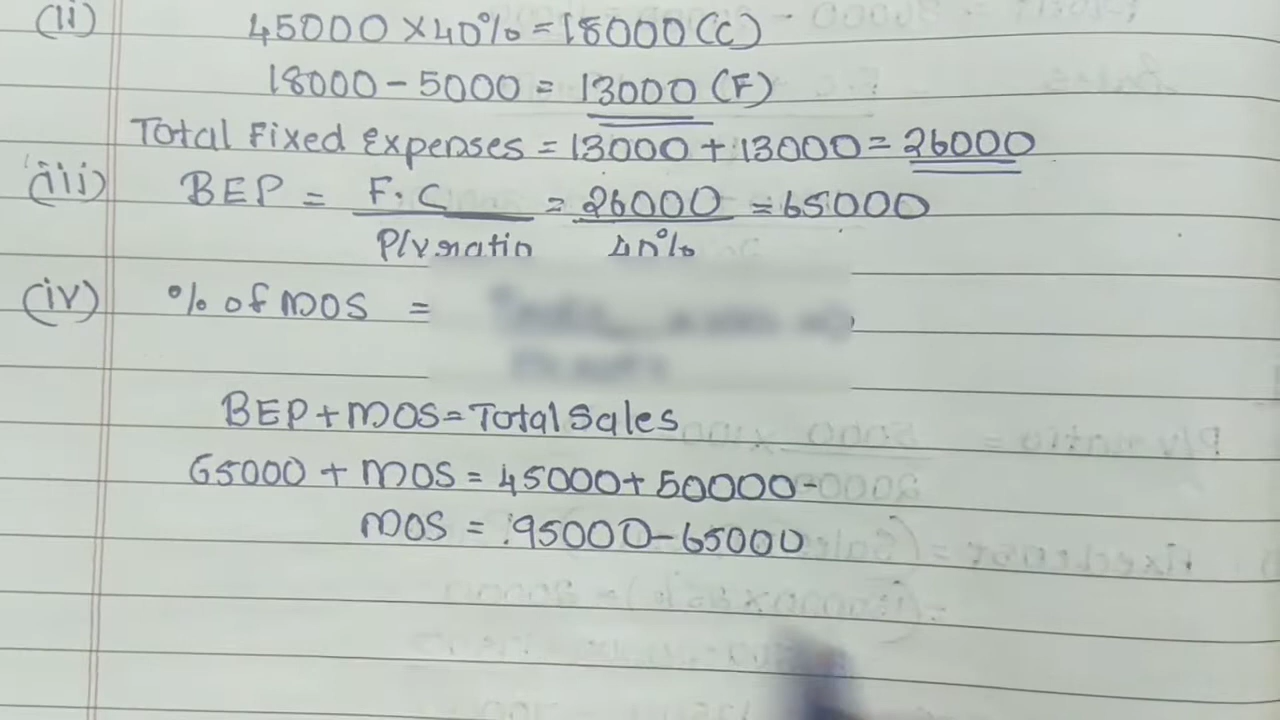 (ii) 45000 × 40% = 18000 (C)
18000 - 5000 = 13000 (F)
Total Fixed expenses = 13000 + 13000 = 26000
(iii) BEP = F.C / P/v ratio = 26000 / 40% = 65000
(iv) % of MOS =
BEP + MOS = Total Sales
65000 + MOS = 45000 + 50000
MOS = 95000 - 65000